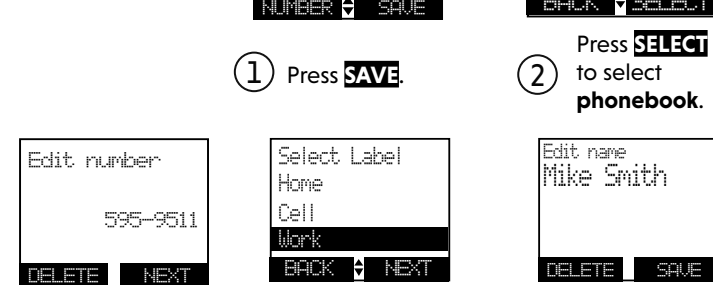 NUMBER SAVE
BACK SELECT
1 Press SAVE.
2 Press SELECT
to select
phonebook.
Edit number
595-9511
DELETE NEXT
Select Label
Home
Cell
Work
BACK NEXT
Edit name
Mike Smith
DELETE SAVE